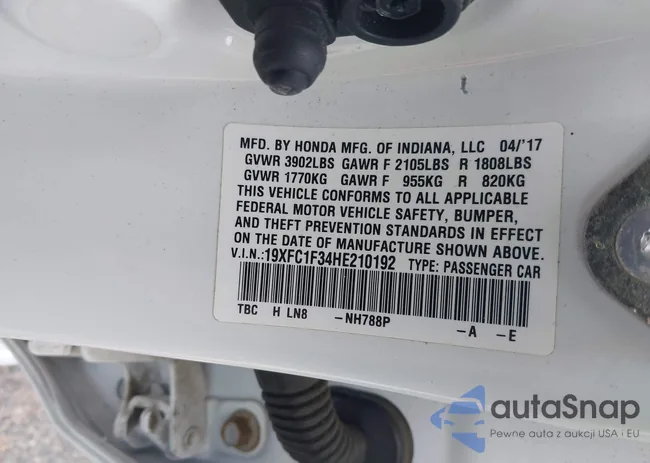 MFD. BY HONDA MFG. OF INDIANA, LLC 04/'17
GVWR 3902LBS GAWR F 2105LBS R 1808LBS
GVWR 1770KG GAWR F 955KG R 820KG
THIS VEHICLE CONFORMS TO ALL APPLICABLE
FEDERAL MOTOR VEHICLE SAFETY, BUMPER,
AND THEFT PREVENTION STANDARDS IN EFFECT
ON THE DATE OF MANUFACTURE SHOWN ABOVE.
V.I.N.:19XFC1F34HE210192 TYPE: PASSENGER CAR
TBC H LN8 -NH788P -A -E
autaSnap
Pewne auta z aukcji USA i EU